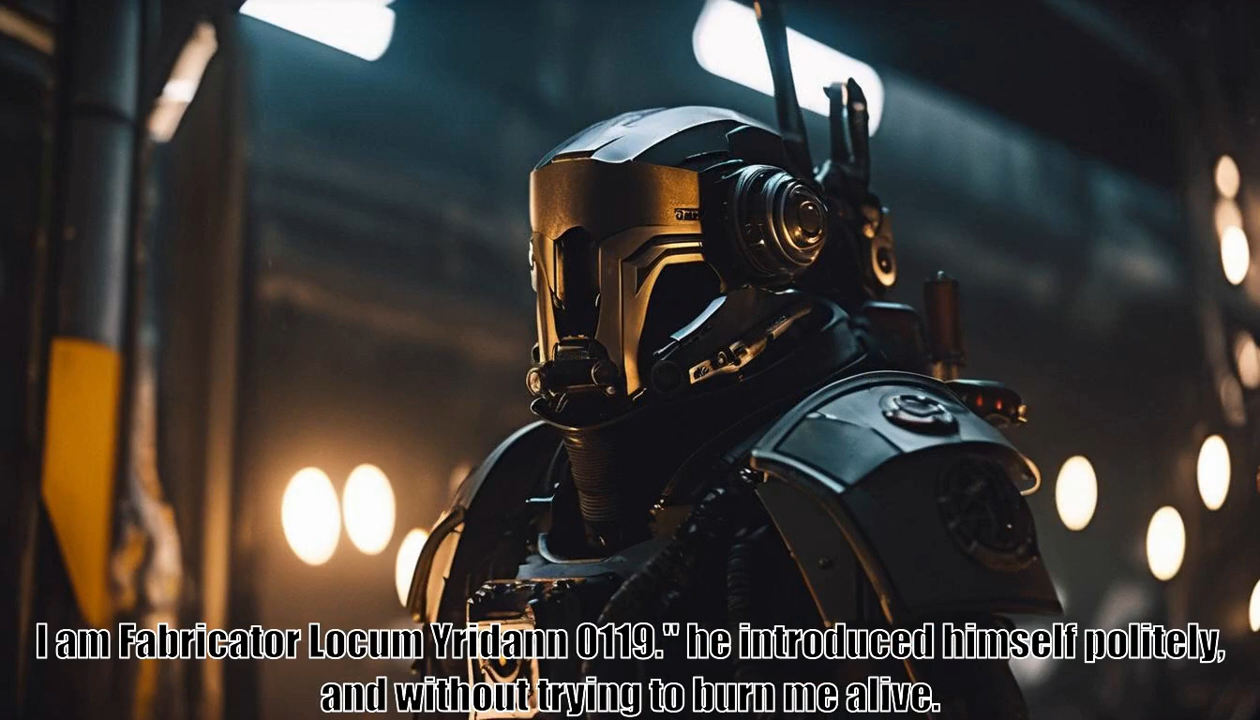 I am Fabricator Locum Yridann 0119." he introduced himself politely,
and without trying to burn me alive.